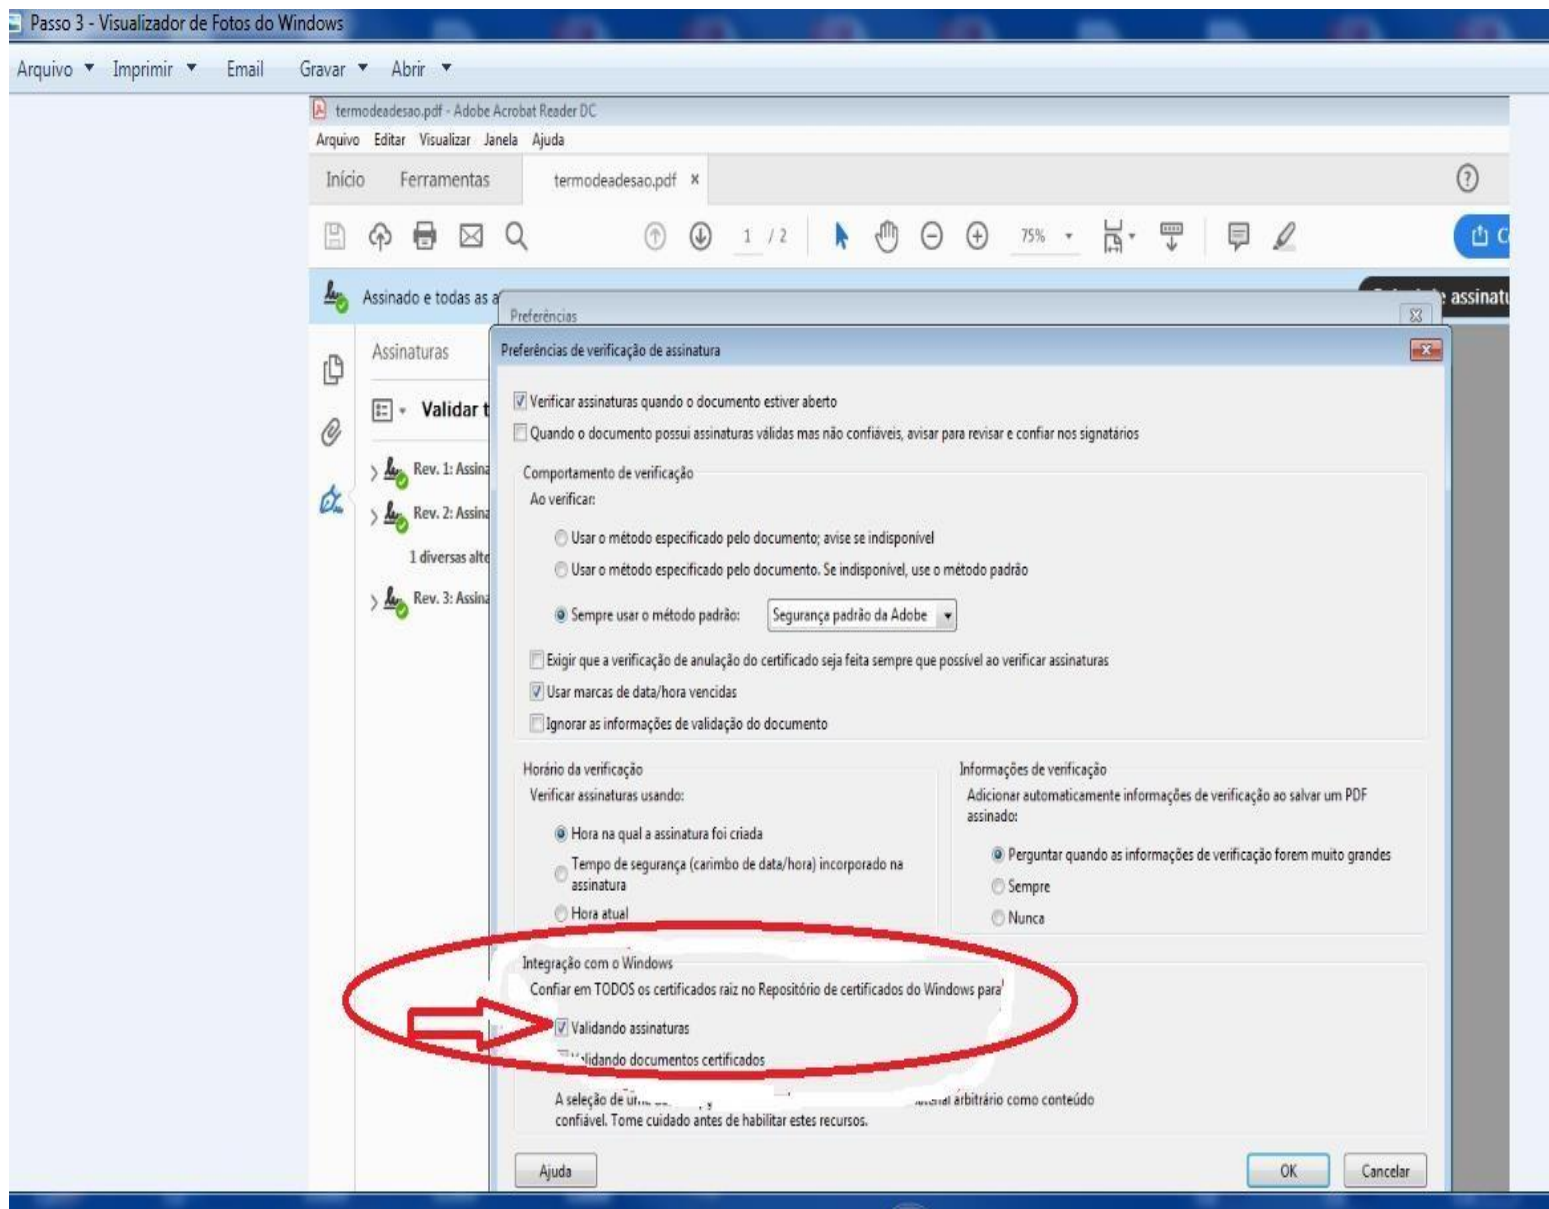 Passo 3 - Visualizador de Fotos do Windows
Arquivo Imprimir Email Gravar Abrir
termodeadesao.pdf - Adobe Acrobat Reader DC
Arquivo Editar Visualizar Janela Ajuda
Início Ferramentas termodeadesao.pdf ×
1 / 2 75%
Assinado e todas as a
assinatu
Preferências
Assinaturas
Validar t
Rev. 1: Assina
Rev. 2: Assina
1 diversas alte
Rev. 3: Assina
Preferências de verificação de assinatura
Verificar assinaturas quando o documento estiver aberto
Quando o documento possui assinaturas válidas mas não confiáveis, avisar para revisar e confiar nos signatários
Comportamento de verificação
Ao verificar:
Usar o método especificado pelo documento; avise se indisponível
Usar o método especificado pelo documento. Se indisponível, use o método padrão
Sempre usar o método padrão: Segurança padrão da Adobe
Exigir que a verificação de anulação do certificado seja feita sempre que possível ao verificar assinaturas
Usar marcas de data/hora vencidas
Ignorar as informações de validação do documento
Horário da verificação
Verificar assinaturas usando:
Hora na qual a assinatura foi criada
Tempo de segurança (carimbo de data/hora) incorporado na
assinatura
Hora atual
Informações de verificação
Adicionar automaticamente informações de verificação ao salvar um PDF
assinado:
Perguntar quando as informações de verificação forem muito grandes
Sempre
Nunca
Integração com o Windows
Confiar em TODOS os certificados raiz no Repositório de certificados do Windows para
Validando assinaturas
Validando documentos certificados
A seleção de arbitrário como conteúdo
confiável. Tome cuidado antes de habilitar estes recursos.
Ajuda OK Cancelar